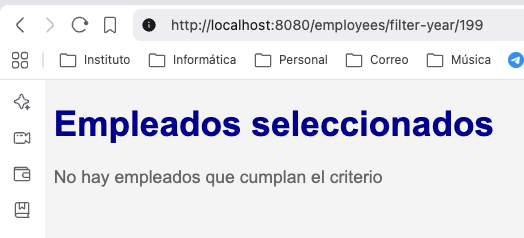 http://localhost:8080/employees/filter-year/199
Instituto Informática Personal Correo Música
Empleados seleccionados
No hay empleados que cumplan el criterio